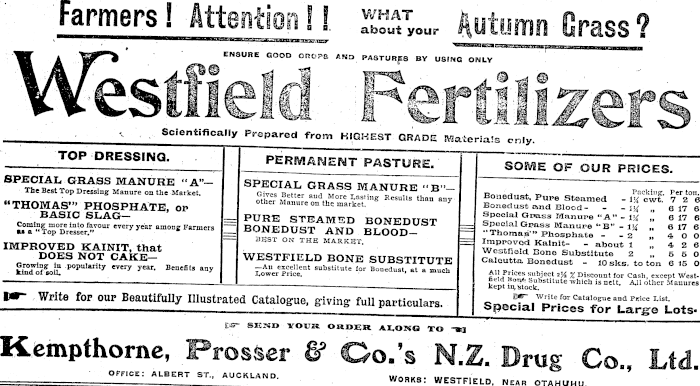 Farmers! Attention!! WHAT about your Autumn Grass?
ENSURE GOOD CROPS AND PASTURES BY USING ONLY
Westfield Fertilizers
Scientifically Prepared from HIGHEST GRADE Materials only.
TOP DRESSING.
SPECIAL GRASS MANURE "A"—
The Best Top Dressing Manure on the Market.
"THOMAS" PHOSPHATE, or
BASIC SLAG—
Coming more into favour every year among Farmers
as a "Top Dresser."
IMPROVED KAINIT, that
DOES NOT CAKE—
Growing in popularity every year. Benefits any
kind of soil.
PERMANENT PASTURE.
SPECIAL GRASS MANURE "B"—
Gives Better and More Lasting Results than any
other Manure on the market.
PURE STEAMED BONEDUST
BONEDUST AND BLOOD—
BEST ON THE MARKET.
WESTFIELD BONE SUBSTITUTE
—An excellent substitute for Bonedust, at a much
Lower Price.
SOME OF OUR PRICES.
Packing. Per ton.
Bonedust, Pure Steamed - 1¼ cwt. 7 2 6
Bonedust and Blood - - 1¼ „ 6 17 6
Special Grass Manure "A" - 1¼ „ 6 17 6
Special Grass Manure "B" - 1¼ „ 6 17 6
"Thomas" Phosphate - - 2 „ 4 0 0
Improved Kainit - - about 1 „ 4 2 6
Westfield Bone Substitute 2 „ 5 5 0
Calcutta Bonedust - 10 sks. to ton 6 15 0
All Prices subject 2½ % Discount for Cash, except West-
field Bone Substitute which is nett. All other Manures
kept in stock.
Write for Catalogue and Price List.
Special Prices for Large Lots.
Write for our Beautifully Illustrated Catalogue, giving full particulars.
SEND YOUR ORDER ALONG TO
Kempthorne, Prosser & Co.'s N.Z. Drug Co., Ltd.
OFFICE: ALBERT ST., AUCKLAND. WORKS: WESTFIELD, NEAR OTAHUHU.